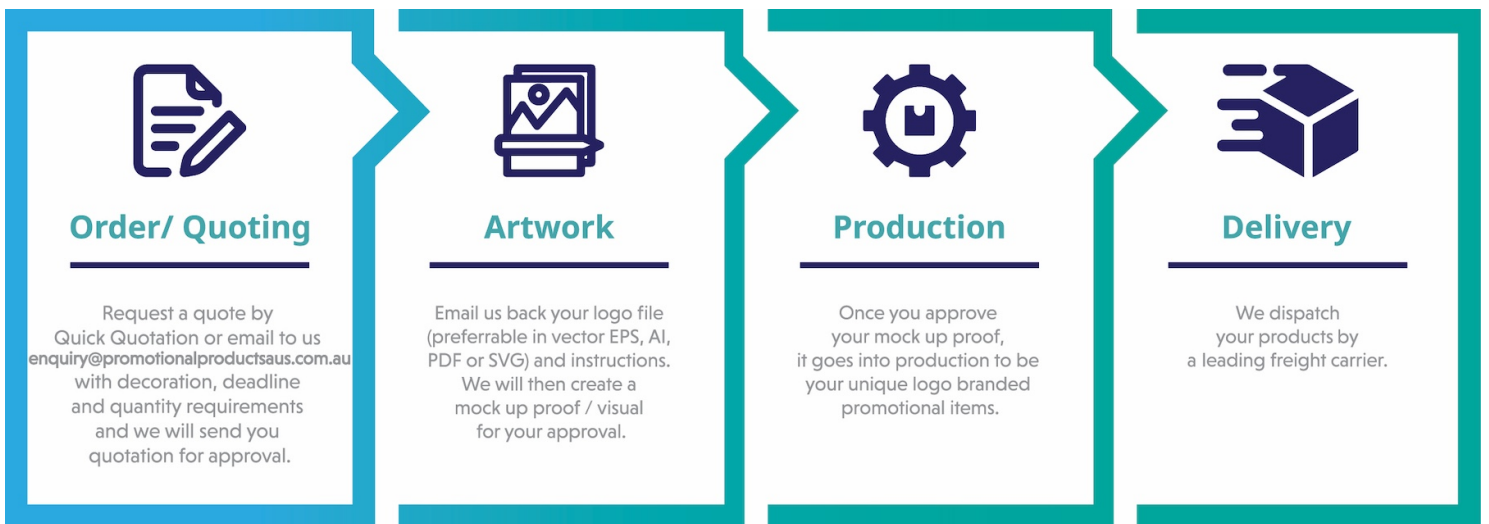 Order/ Quoting
Request a quote by
Quick Quotation or email to us
enquiry@promotionalproductsaus.com.au
with decoration, deadline
and quantity requirements
and we will send you
quotation for approval.
Artwork
Email us back your logo file
(preferrable in vector EPS, AI,
PDF or SVG) and instructions.
We will then create a
mock up proof / visual
for your approval.
Production
Once you approve
your mock up proof,
it goes into production to be
your unique logo branded
promotional items.
Delivery
We dispatch
your products by
a leading freight carrier.